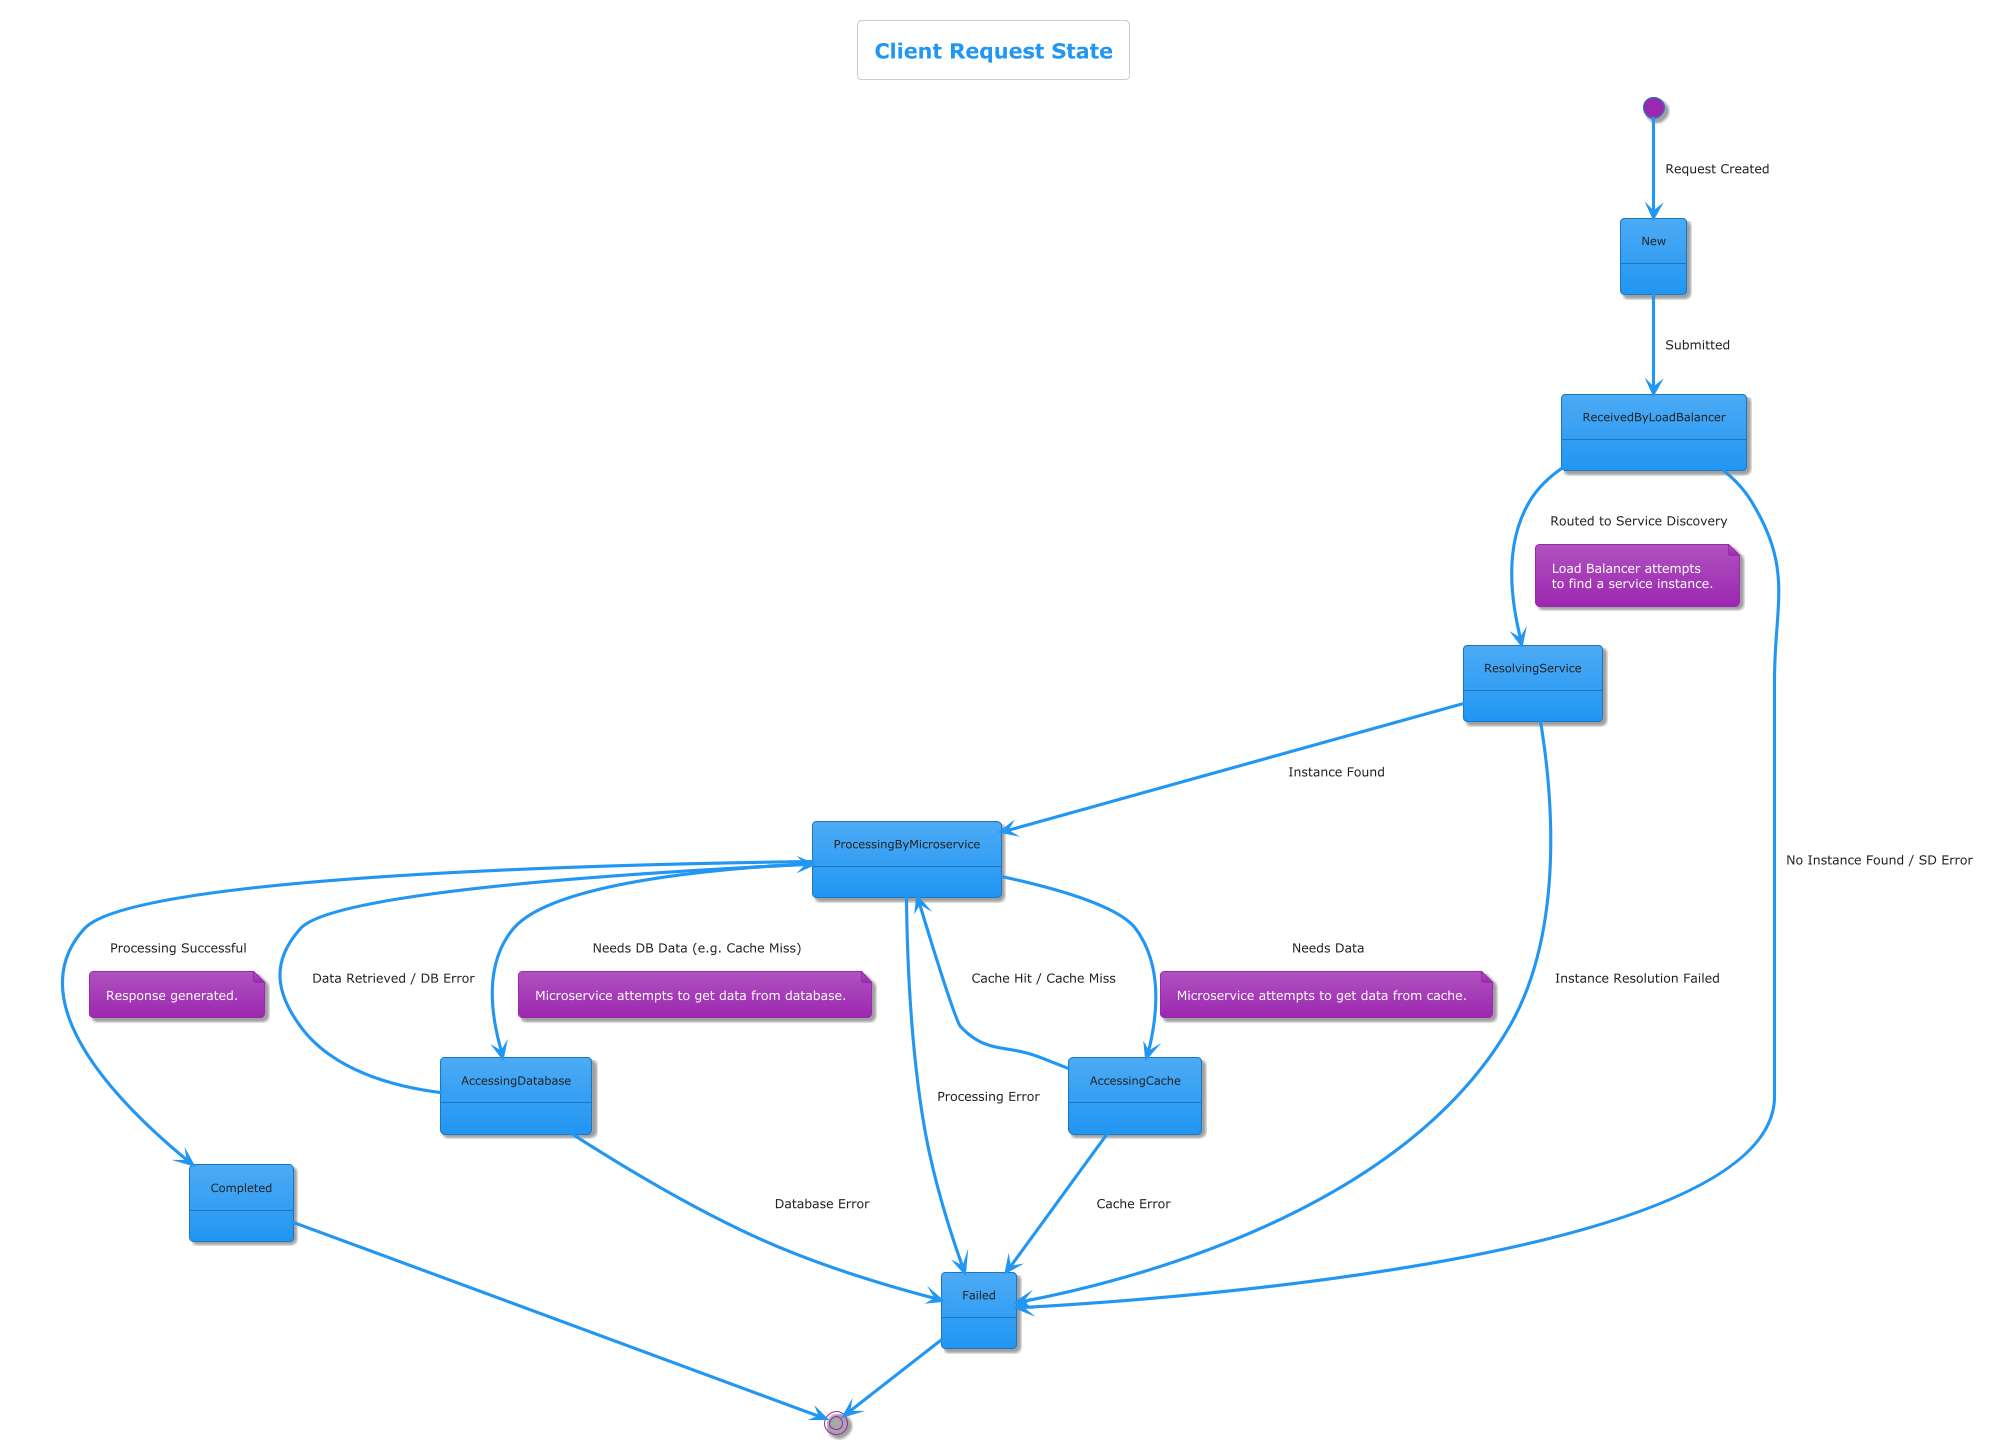 Client Request State
Request Created
New
Submitted
ReceivedByLoadBalancer
Routed to Service Discovery
Load Balancer attempts
to find a service instance.
ResolvingService
Instance Found
ProcessingByMicroservice
No Instance Found / SD Error
Processing Successful
Response generated.
Data Retrieved / DB Error
Needs DB Data (e.g. Cache Miss)
Microservice attempts to get data from database.
Cache Hit / Cache Miss
Needs Data
Microservice attempts to get data from cache.
Instance Resolution Failed
AccessingDatabase
Processing Error
AccessingCache
Completed
Database Error
Cache Error
Failed